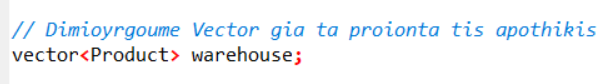 // Dimioyrgoume Vector gia ta proionta tis apothikis
vector<Product> warehouse;